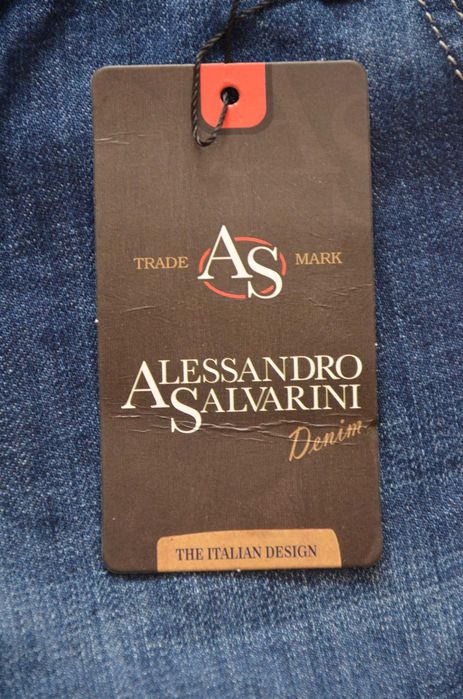 TRADE AS MARK
ALESSANDRO
SALVARINI
Denim
THE ITALIAN DESIGN